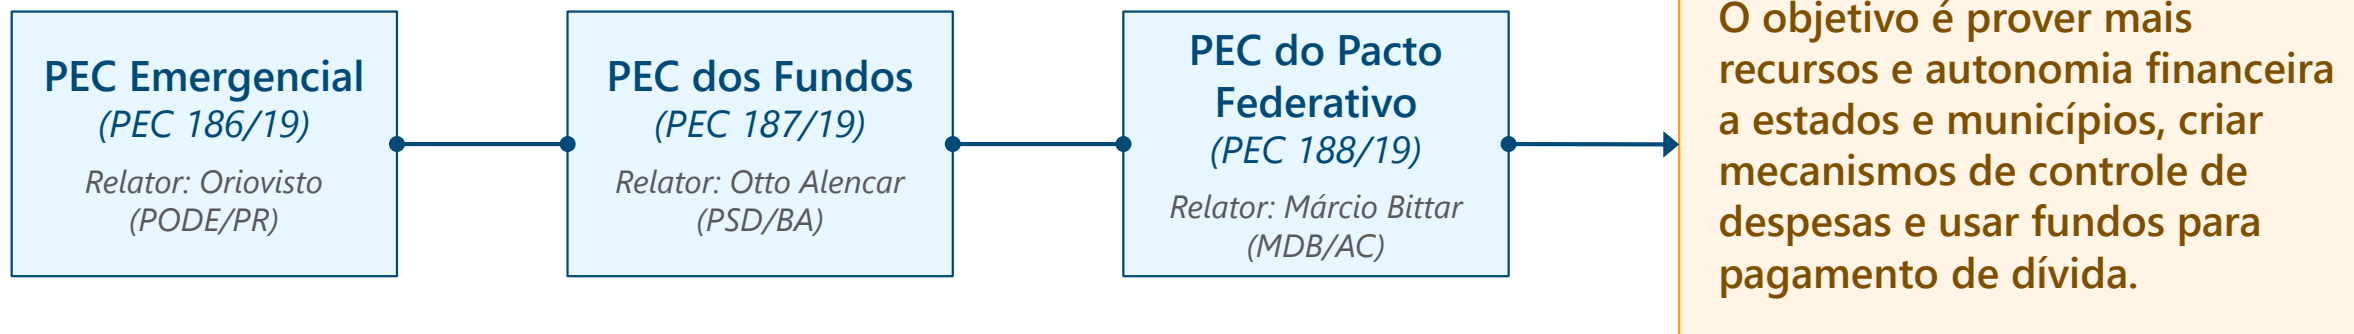 PEC Emergencial
(PEC 186/19)
Relator: Oriovisto
(PODE/PR)
PEC dos Fundos
(PEC 187/19)
Relator: Otto Alencar
(PSD/BA)
PEC do Pacto
Federativo
(PEC 188/19)
Relator: Márcio Bittar
(MDB/AC)
O objetivo é prover mais
recursos e autonomia financeira
a estados e municípios, criar
mecanismos de controle de
despesas e usar fundos para
pagamento de dívida.